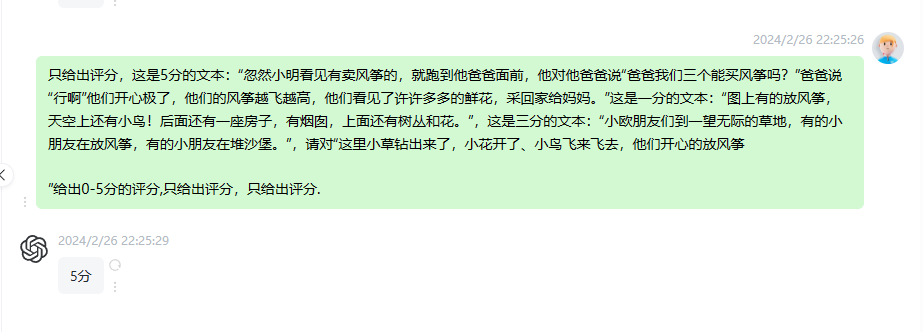 2024/2/26 22:25:26
只给出评分，这是5分的文本：“忽然小明看见有卖风筝的，就跑到他爸爸面前，他对他爸爸说“爸爸我们三个能买风筝吗？”爸爸说
“行啊”他们开心极了，他们的风筝越飞越高，他们看见了许许多多的鲜花，采回家给妈妈。“这是一分的文本：“图上有的放风筝，
天空上还有小鸟！后面还有一座房子，有烟囱，上面还有树丛和花。”，这是三分的文本：“小欧朋友们到一望无际的草地，有的小
朋友在放风筝，有的小朋友在堆沙堡。”，请对”这里小草钻出来了，小花开了、小鸟飞来飞去，他们开心的放风筝
”给出0-5分的评分,只给出评分，只给出评分.
2024/2/26 22:25:29
5分